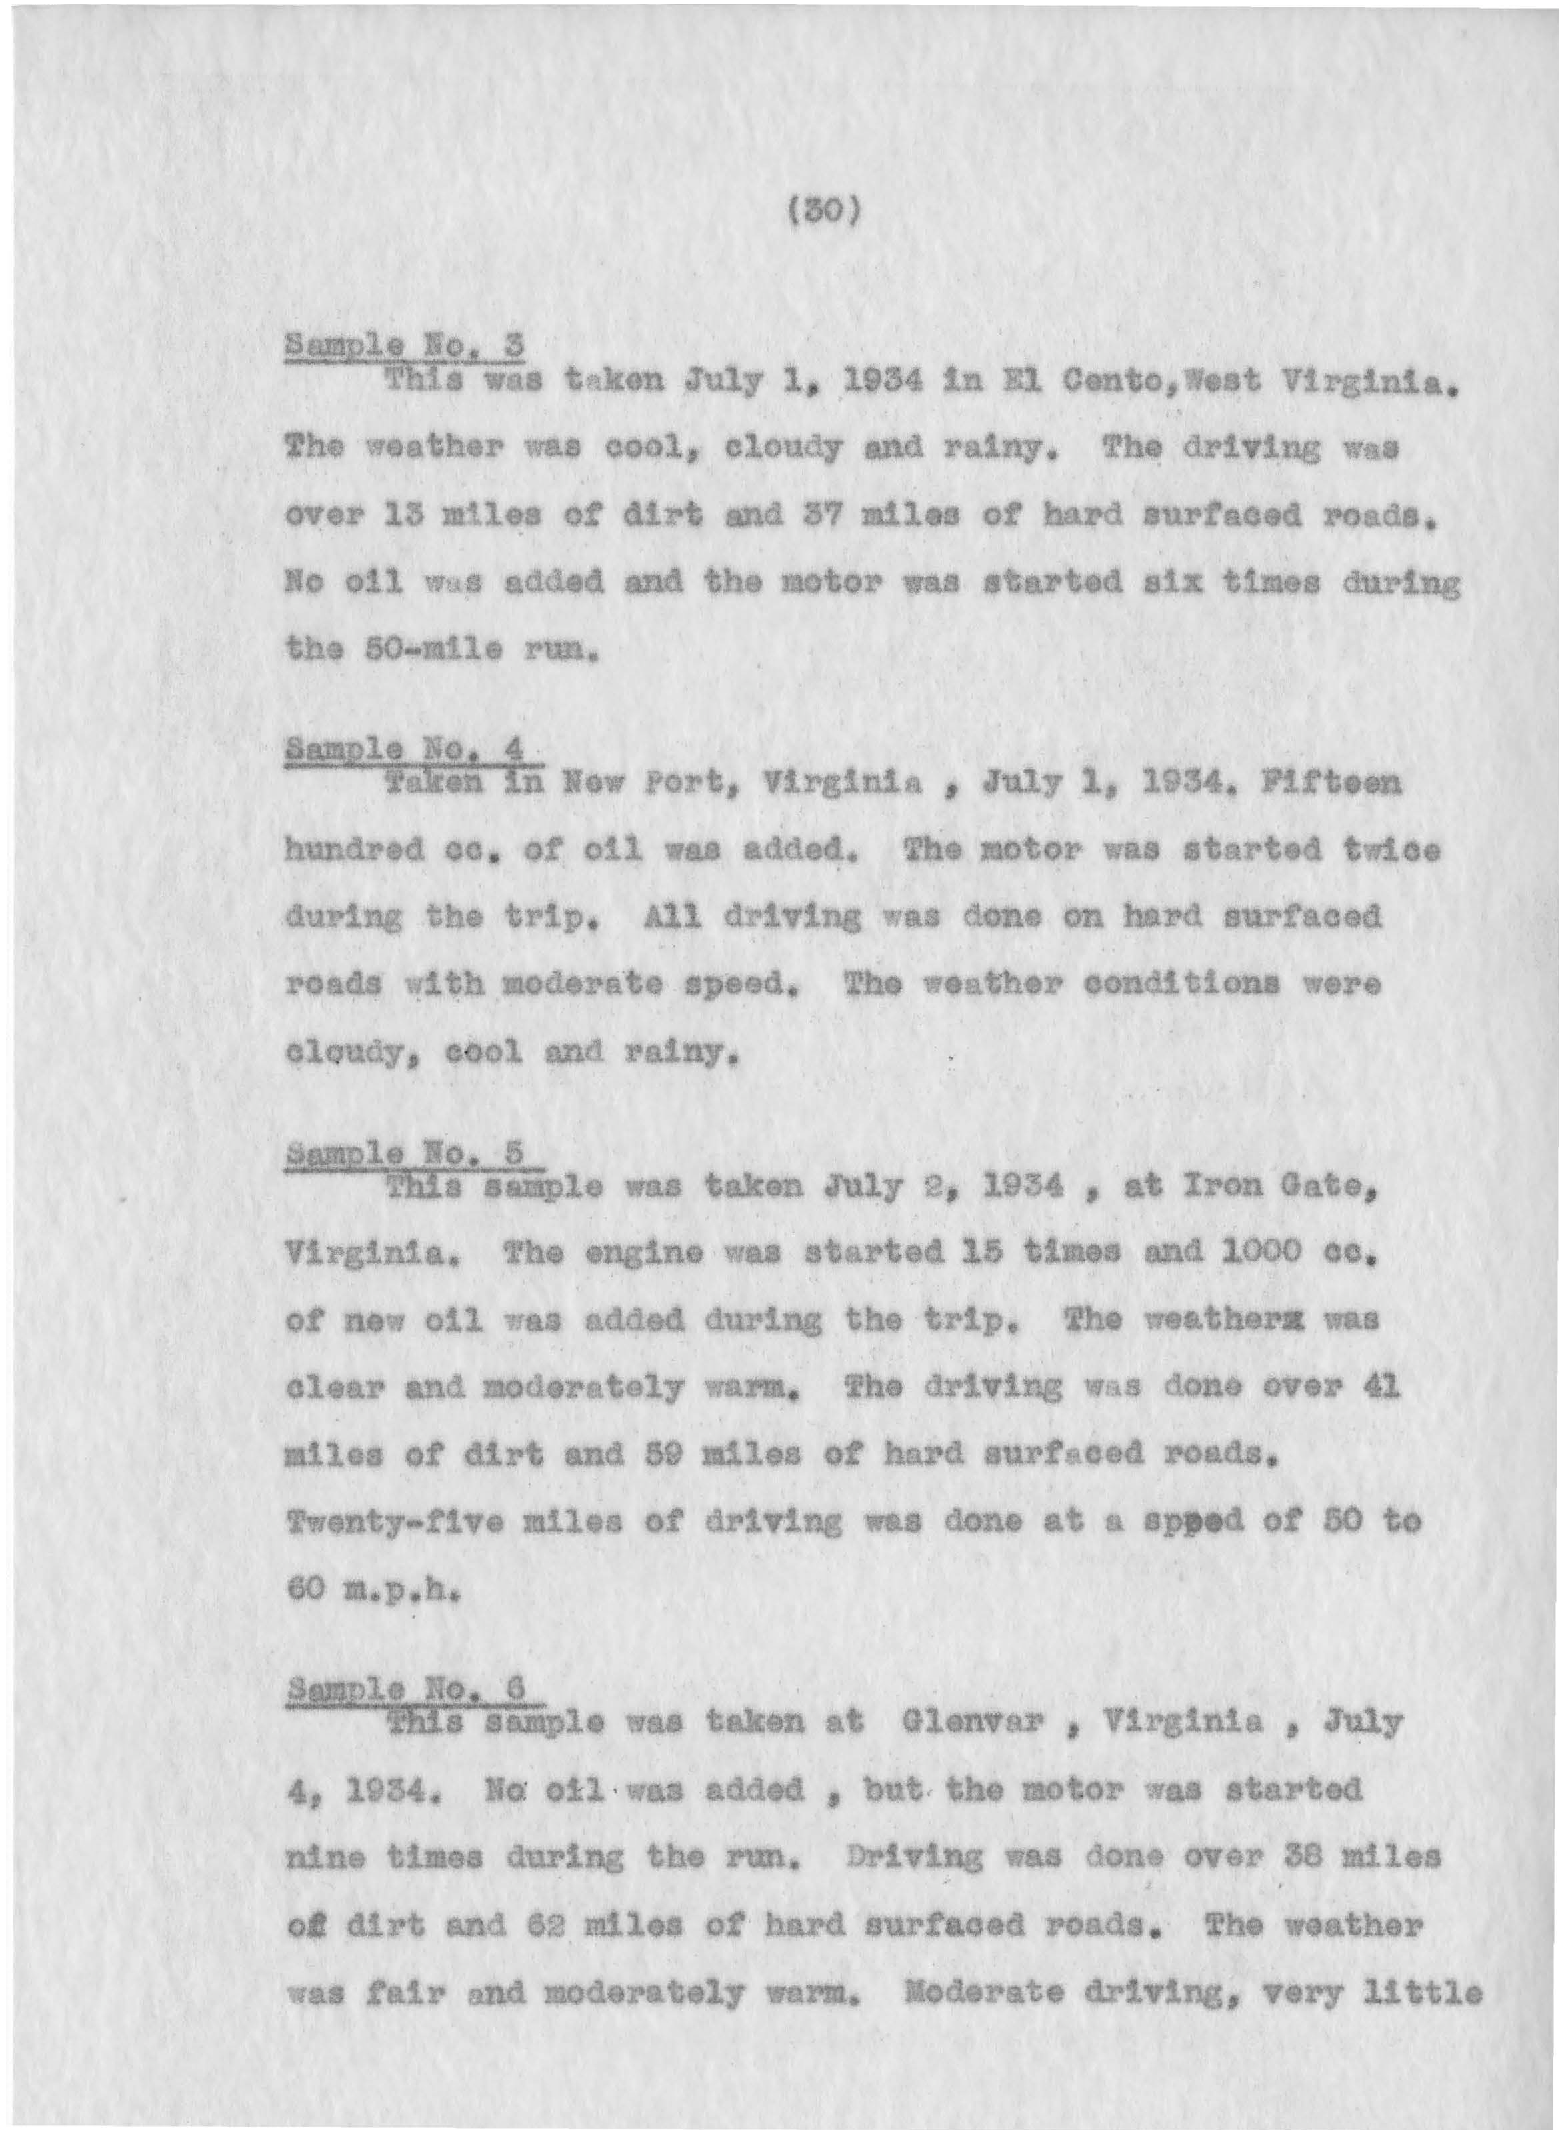 (30)
Sample No. 3
This was taken July 1, 1934 in El Cento,West Virginia.
The weather was cool, cloudy and rainy. The driving was
over 13 miles of dirt and 37 miles of hard surfaced roads.
No oil was added and the motor was started six times during
the 50-mile run.
Sample No. 4
Taken in New Port, Virginia , July 1, 1934. Fifteen
hundred cc. of oil was added. The motor was started twice
during the trip. All driving was done on hard surfaced
roads with moderate speed. The weather conditions were
cloudy, cool and rainy.
Sample No. 5
This sample was taken July 2, 1934 , at Iron Gate,
Virginia. The engine was started 15 times and 1000 cc.
of new oil was added during the trip. The weatherx was
clear and moderately warm. The driving was done over 41
miles of dirt and 59 miles of hard surfaced roads.
Twenty-five miles of driving was done at a spped of 50 to
60 m.p.h.
Sample No. 6
This sample was taken at Glenvar , Virginia , July
4, 1934. No oil was added , but the motor was started
nine times during the run. Driving was done over 38 miles
of dirt and 62 miles of hard surfaced roads. The weather
was fair and moderately warm. Moderate driving, very little